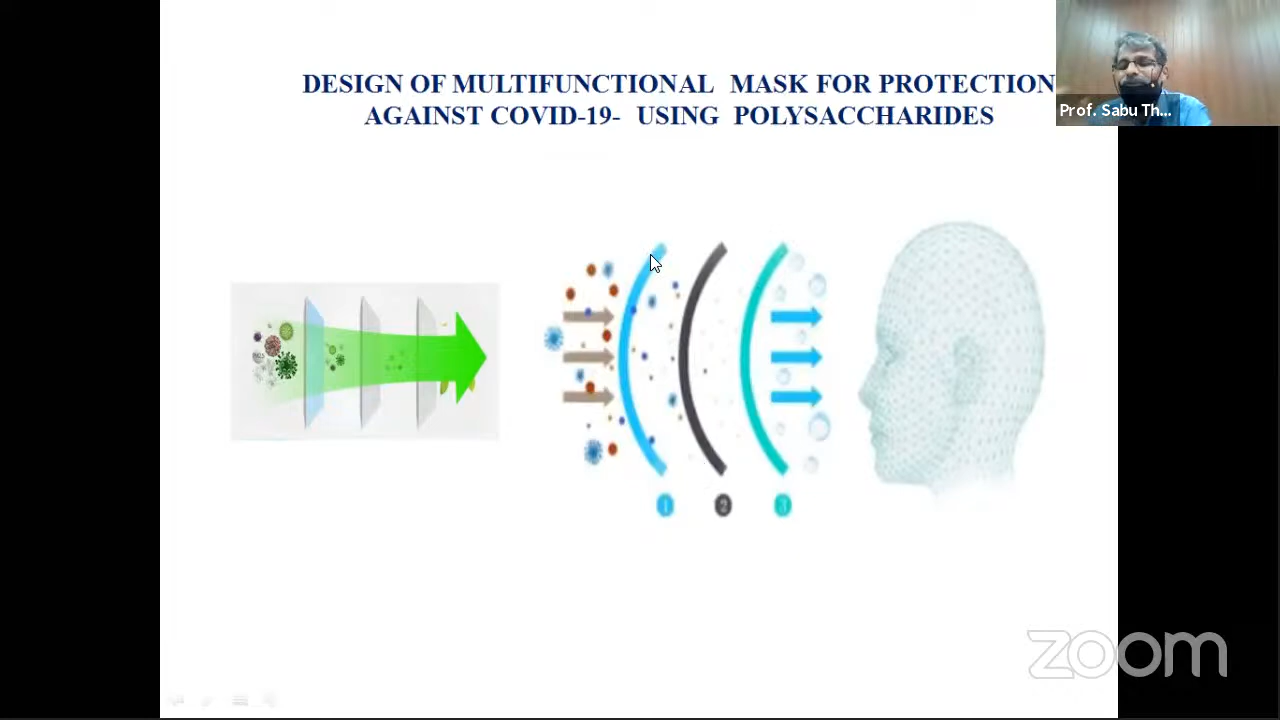 DESIGN OF MULTIFUNCTIONAL MASK FOR PROTECTION
AGAINST COVID-19- USING POLYSACCHARIDES
Prof. Sabu Th...
1
2
3
zoom